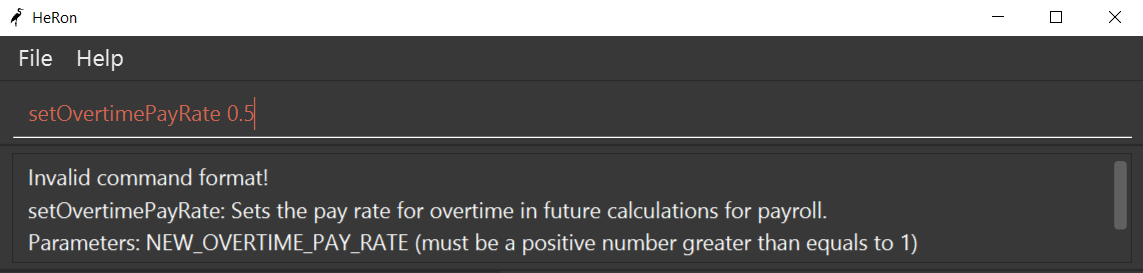 HeRon
File Help
setOvertimePayRate 0.5
Invalid command format!
setOvertimePayRate: Sets the pay rate for overtime in future calculations for payroll.
Parameters: NEW_OVERTIME_PAY_RATE (must be a positive number greater than equals to 1)